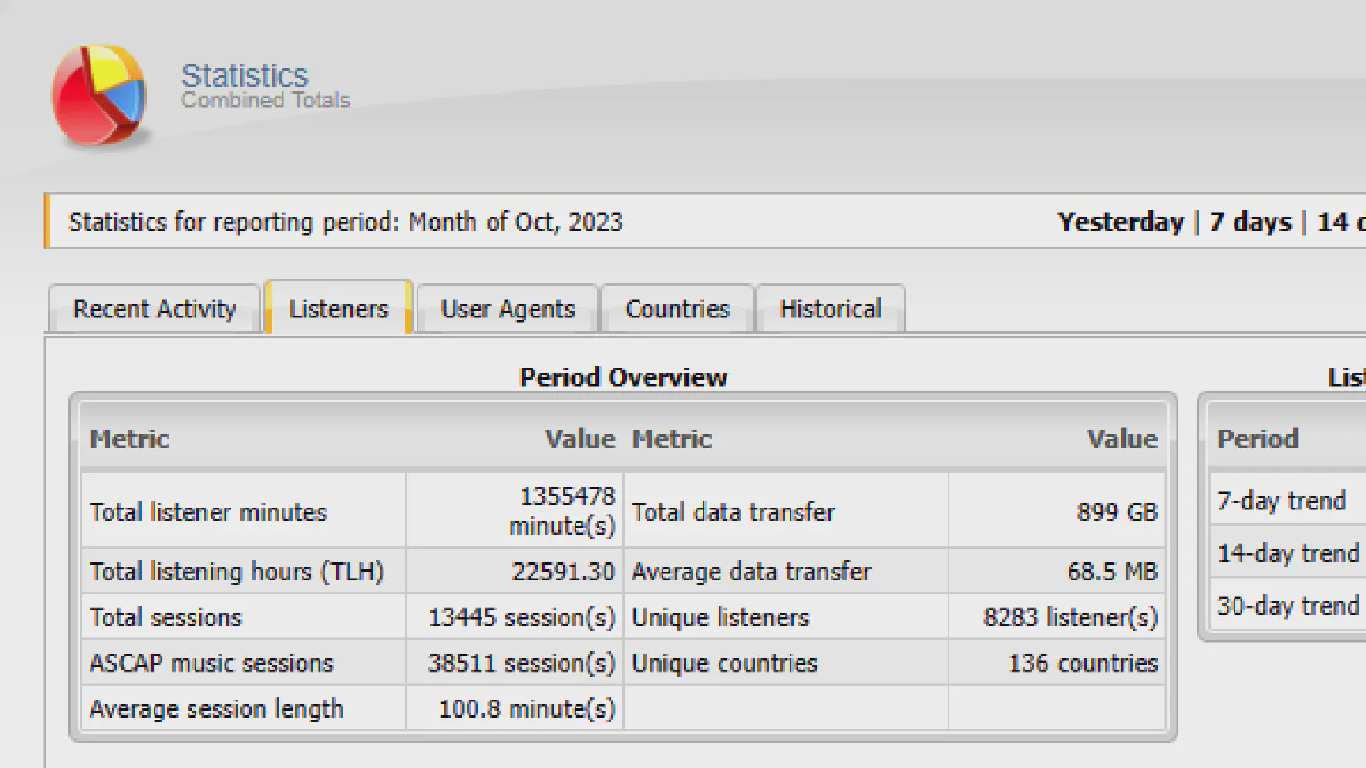 Statistics
Combined Totals
Statistics for reporting period: Month of Oct, 2023
Yesterday | 7 days | 14 d
Recent Activity
Listeners
User Agents
Countries
Historical
Period Overview
Metric Value Metric Value
Total listener minutes 1355478 minute(s) Total data transfer 899 GB
Total listening hours (TLH) 22591.30 Average data transfer 68.5 MB
Total sessions 13445 session(s) Unique listeners 8283 listener(s)
ASCAP music sessions 38511 session(s) Unique countries 136 countries
Average session length 100.8 minute(s)
List
Period
7-day trend
14-day trend
30-day trend